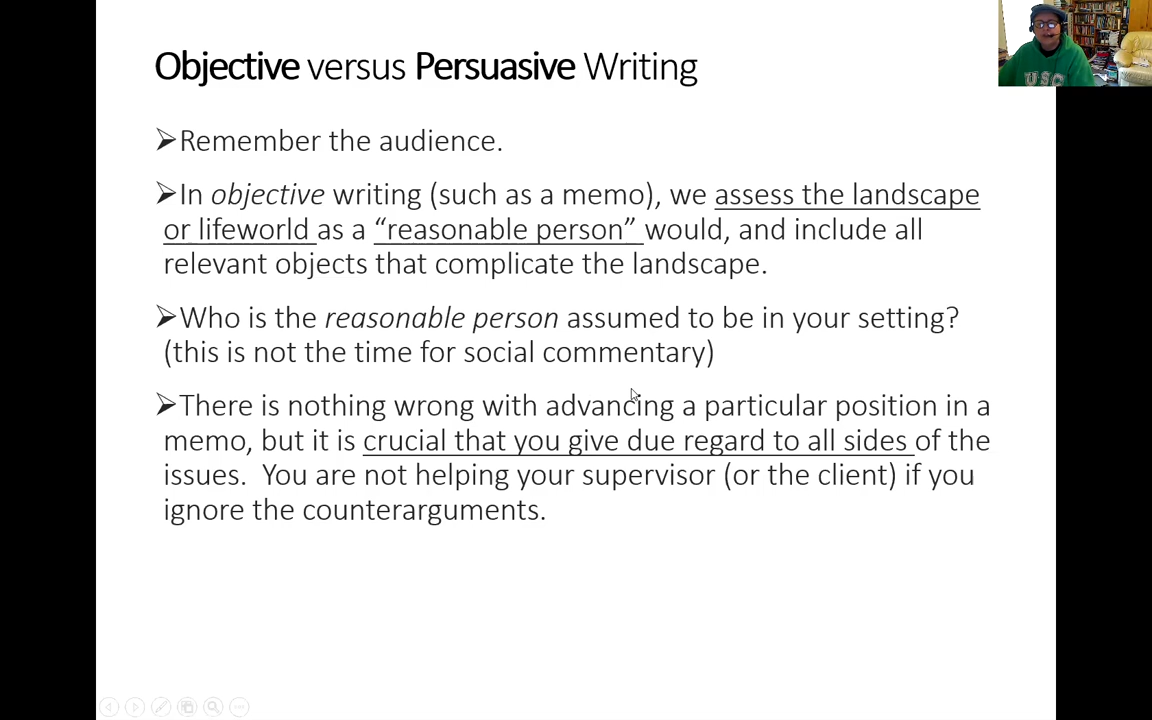 Objective versus Persuasive Writing
➢Remember the audience.
➢In objective writing (such as a memo), we assess the landscape
or lifeworld as a “reasonable person” would, and include all
relevant objects that complicate the landscape.
➢Who is the reasonable person assumed to be in your setting?
(this is not the time for social commentary)
➢There is nothing wrong with advancing a particular position in a
memo, but it is crucial that you give due regard to all sides of the
issues.  You are not helping your supervisor (or the client) if you
ignore the counterarguments.
USC